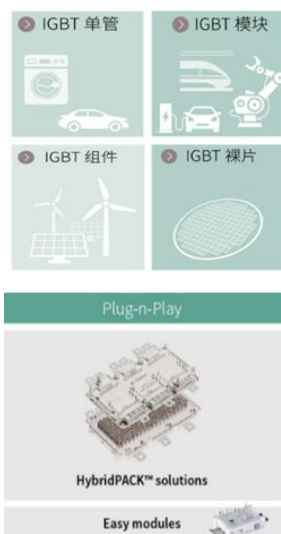 IGBT 单管
IGBT 模块
IGBT 组件
IGBT 裸片
Plug-n-Play
HybridPACK™ solutions
Easy modules